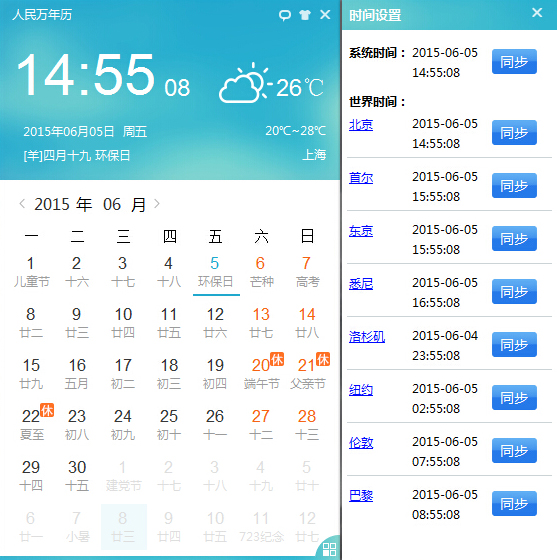 人民万年历
14:55 08
26℃
2015年06月05日 周五
20℃~28℃
[羊]四月十九 环保日
上海
2015 年 06 月
一 二 三 四 五 六 日
1 2 3 4 5 6 7
儿童节 十六 十七 十八 环保日 芒种 高考
8 9 10 11 12 13 14
廿二 廿三 廿四 廿五 廿六 廿七 廿八
15 16 17 18 19 20 休 21 休
廿九 五月 初二 初三 初四 端午节 父亲节
22 休 23 24 25 26 27 28
夏至 初八 初九 初十 十一 十二 十三
29 30 1 2 3 4 5
十四 十五 建党节 十七 十八 十九 二十
6 7 8 9 10 11 12
廿一 小暑 廿三 廿四 廿五 723纪念 廿七
时间设置
系统时间: 2015-06-05
14:55:08
同步
世界时间:
北京 2015-06-05
14:55:08
同步
首尔 2015-06-05
15:55:08
同步
东京 2015-06-05
15:55:08
同步
悉尼 2015-06-05
16:55:08
同步
洛杉矶 2015-06-04
23:55:08
同步
纽约 2015-06-05
02:55:08
同步
伦敦 2015-06-05
07:55:08
同步
巴黎 2015-06-05
08:55:08
同步